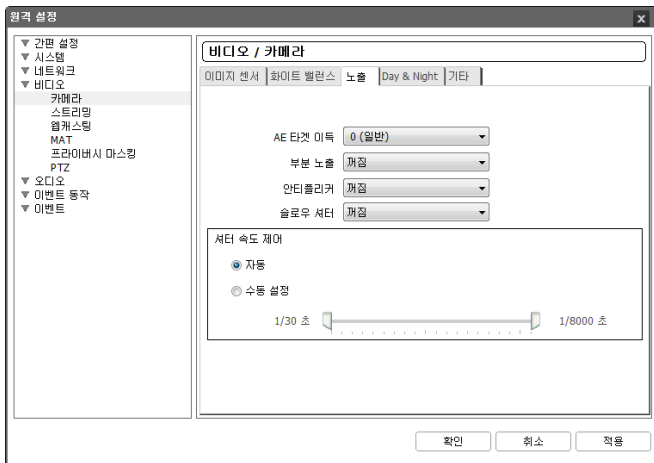 원격 설정
x
간편 설정
시스템
네트워크
비디오
카메라
스트리밍
웹캐스팅
MAT
프라이버시 마스킹
PTZ
오디오
이벤트 동작
이벤트
비디오 / 카메라
이미지 센서 화이트 밸런스 노출 Day & Night 기타
AE 타겟 이득 0 (일반)
부분 노출 꺼짐
안티플리커 꺼짐
슬로우 셔터 꺼짐
셔터 속도 제어
자동
수동 설정
1/30 초 1/8000 초
확인 취소 적용